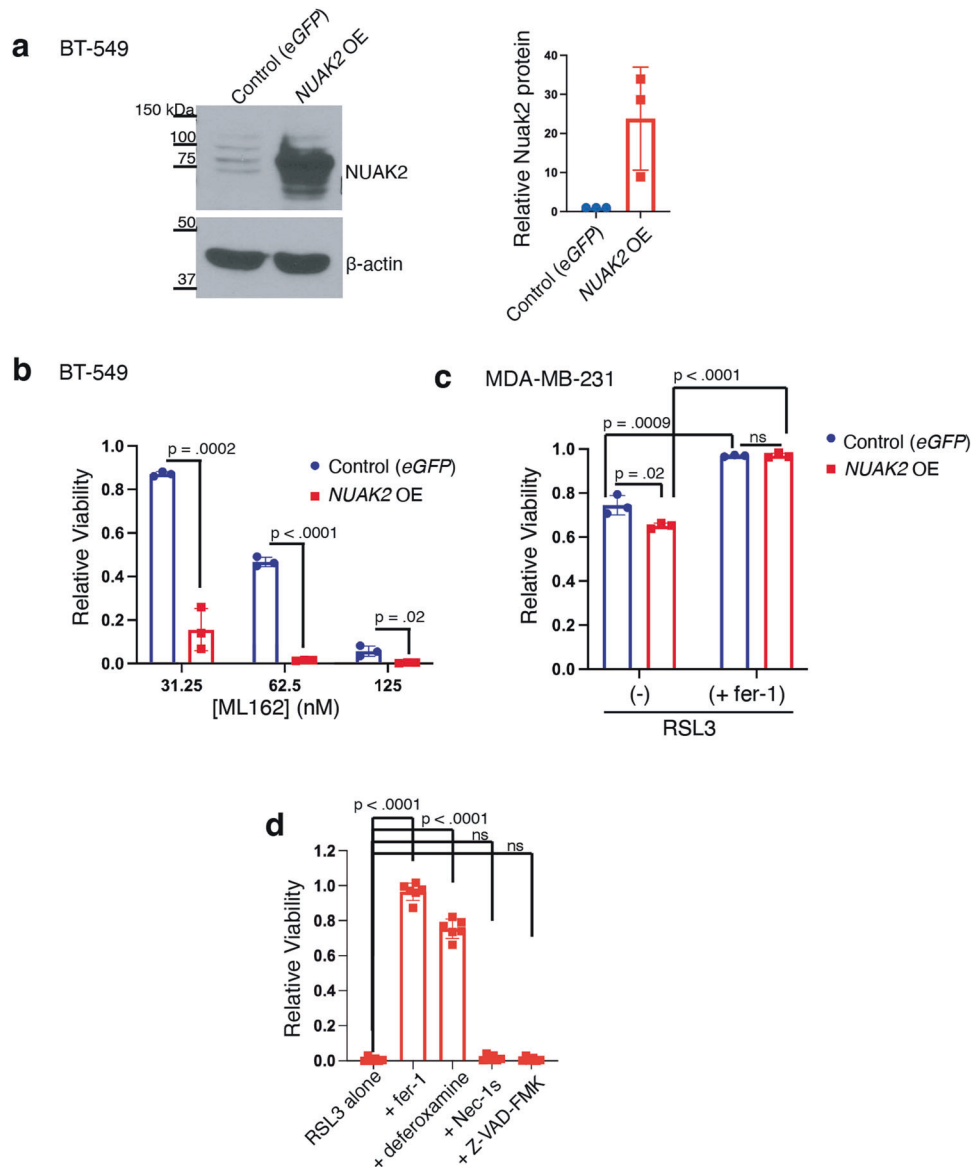 a BT-549
Control (eGFP)
NUAK2 OE
150 kDa
100
75
NUAK2
50
β-actin
37
Relative Nuak2 protein
40
30
20
10
0
Control (eGFP)
NUAK2 OE
b BT-549
Relative Viability
1.0
0.8
0.6
0.4
0.2
0.0
p = .0002
p < .0001
p = .02
Control (eGFP)
NUAK2 OE
31.25 62.5 125
[ML162] (nM)
c MDA-MB-231
Relative Viability
1.0
0.8
0.6
0.4
0.2
0.0
p < .0001
p = .0009
ns
p = .02
Control (eGFP)
NUAK2 OE
(-) (+ fer-1)
RSL3
d
p < .0001
p < .0001
ns
ns
Relative Viability
1.2
1.0
0.8
0.6
0.4
0.2
0.0
RSL3 alone
+ fer-1
+ deferoxamine
+ Nec-1s
+ Z-VAD-FMK